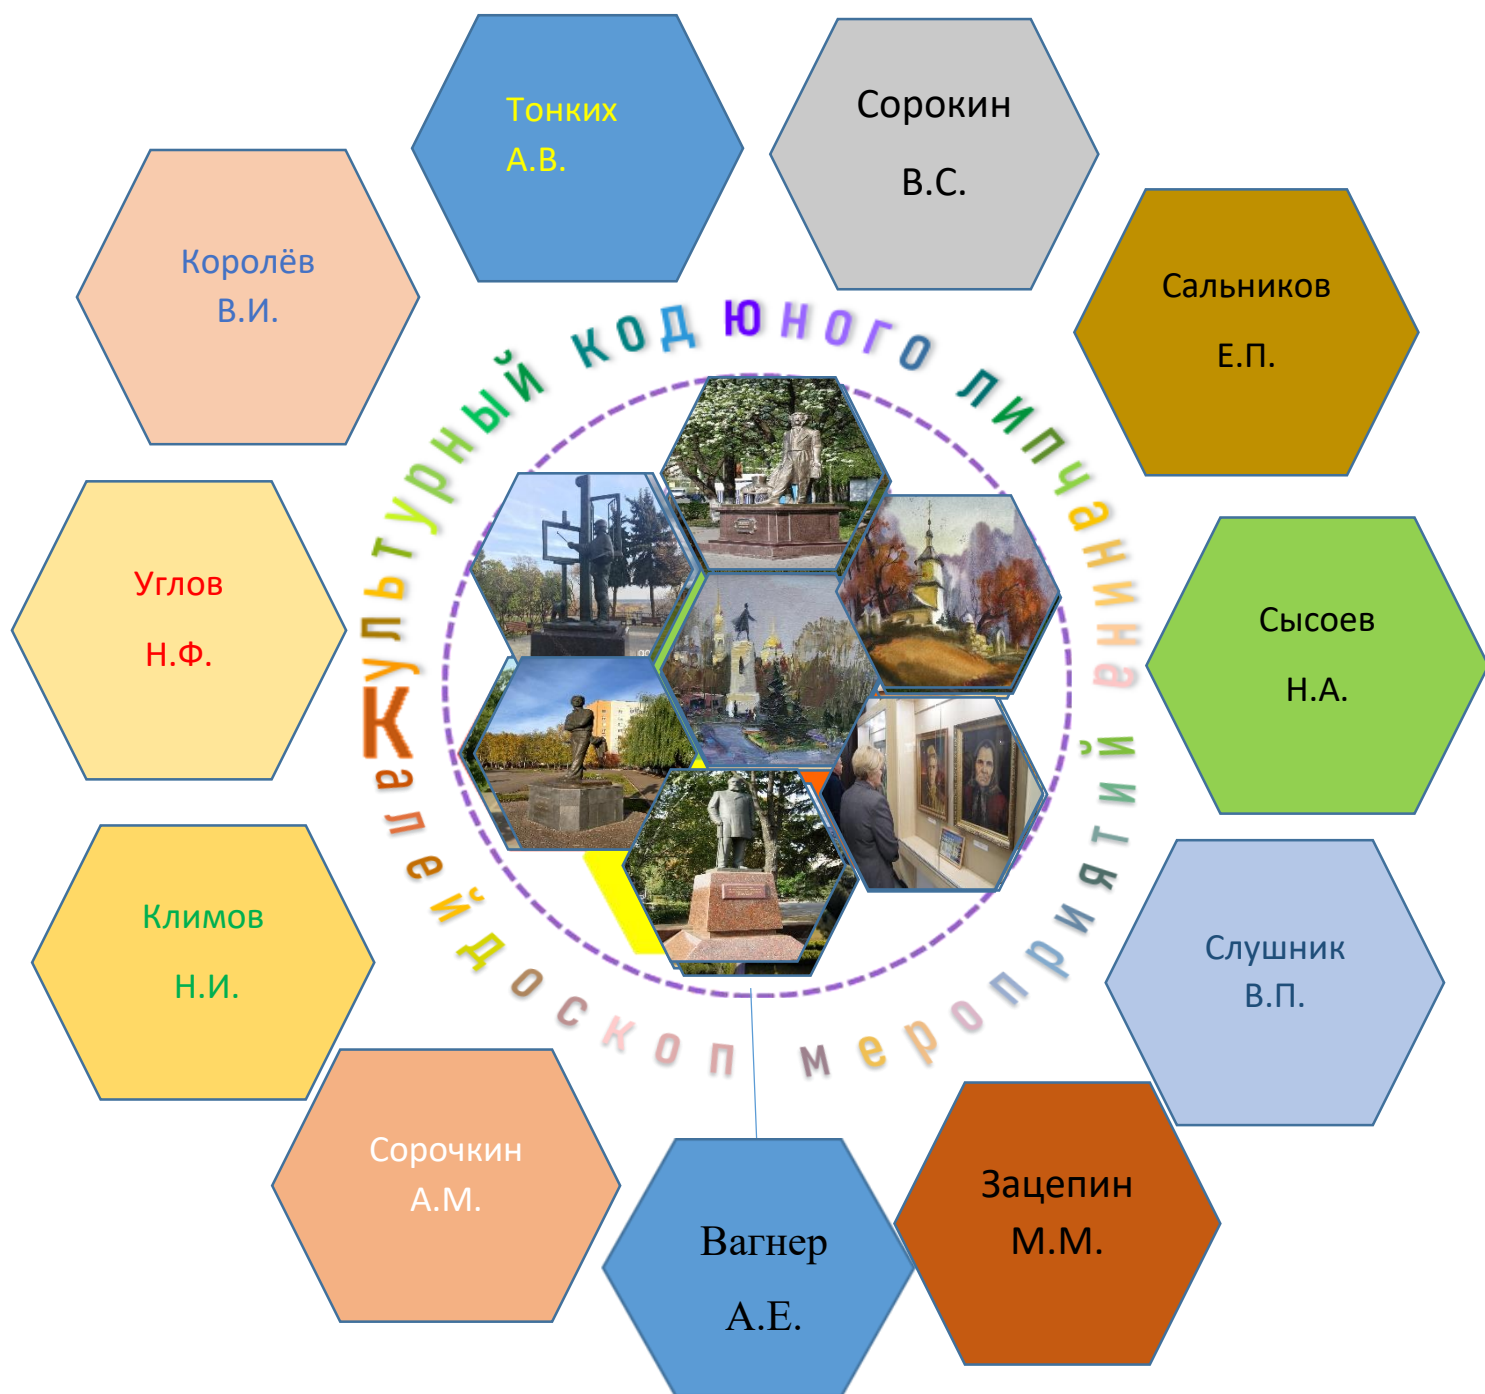 Тонких
А.В.
Сорокин
В.С.
Сальников
Е.П.
Сысоев
Н.А.
Слушник
В.П.
Зацепин
М.М.
Вагнер
А.Е.
Сорочкин
А.М.
Климов
Н.И.
Углов
Н.Ф.
Королёв
В.И.
Культурный код юного липчанина
Калейдоскоп мероприятий